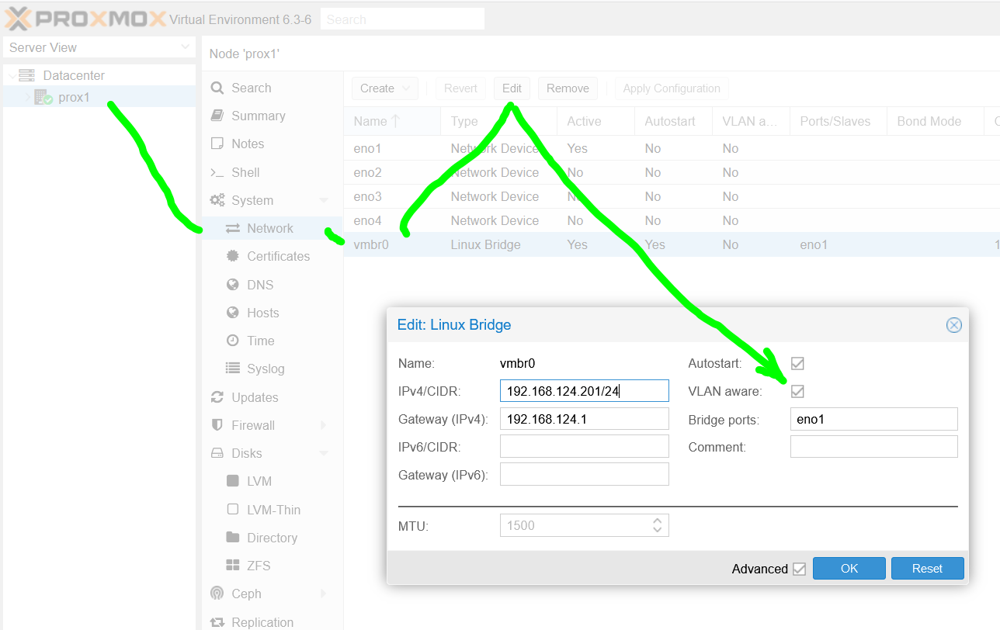 PROXMOX Virtual Environment 6.3-6 Search
Server View
Datacenter
prox1
Node 'prox1'
Search
Summary
Notes
Shell
System
Network
Certificates
DNS
Hosts
Time
Syslog
Updates
Firewall
Disks
LVM
LVM-Thin
Directory
ZFS
Ceph
Replication
Create Revert Edit Remove Apply Configuration
Name Type Active Autostart VLAN a... Ports/Slaves Bond Mode C
eno1 Network Device Yes No No
eno2 Network Device No No No
eno3 Network Device No No No
eno4 Network Device No No No
vmbr0 Linux Bridge Yes Yes No eno1 1
Edit: Linux Bridge
Name: vmbr0 Autostart:
IPv4/CIDR: 192.168.124.201/24 VLAN aware:
Gateway (IPv4): 192.168.124.1 Bridge ports: eno1
IPv6/CIDR: Comment:
Gateway (IPv6):
MTU: 1500
Advanced OK Reset